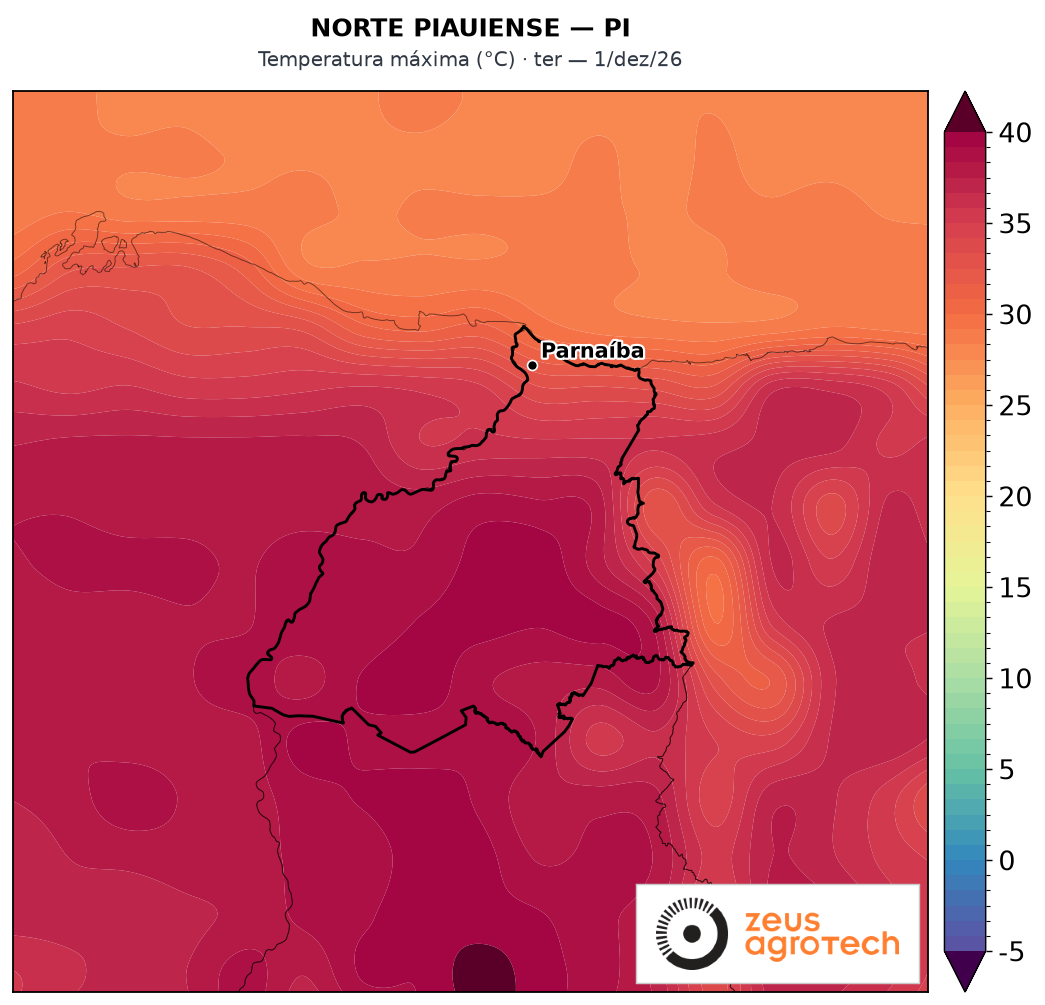 NORTE PIAUIENSE — PI
Temperatura máxima (°C) · ter — 1/dez/26
Parnaíba
40
35
30
25
20
15
10
5
0
-5
zeus
agrotech